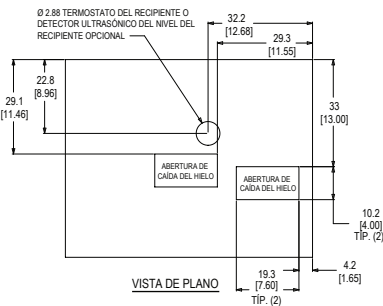 Ø 2.88 TERMOSTATO DEL RECIPIENTE O
DETECTOR ULTRASÓNICO DEL NIVEL DEL
RECIPIENTE OPCIONAL
32.2
[12.68]
29.3
[11.55]
22.8
[8.96]
29.1
[11.46]
33
[13.00]
ABERTURA DE
CAÍDA DEL HIELO
ABERTURA DE
CAÍDA DEL HIELO
10.2
[4.00]
TÍP. (2)
19.3
[7.60]
TÍP. (2)
4.2
[1.65]
VISTA DE PLANO